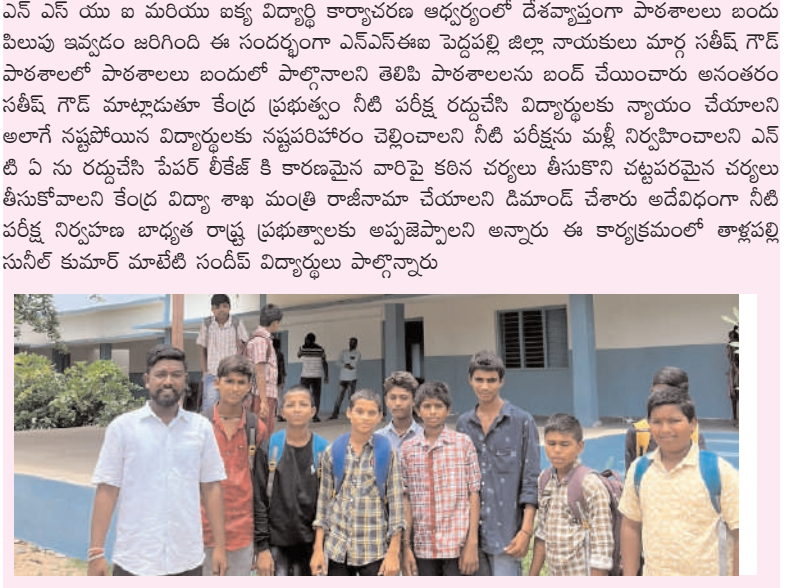 ఎన్ ఎస్ యు ఐ మరియు ఐక్య విద్యార్థి కార్యాచరణ ఆధ్వర్యంలో దేశవ్యాప్తంగా పాఠశాలలు బందు
పిలుపు ఇవ్వడం జరిగింది ఈ సందర్భంగా ఎన్ఎస్ఈఐ పెద్దపల్లి జిల్లా నాయకులు మార్గ సతీష్ గౌడ్
పాఠశాలలో పాఠశాలలు బందులో పాల్గొనాలని తెలిపి పాఠశాలలను బంద్ చేయించారు అనంతరం
సతీష్ గౌడ్ మాట్లాడుతూ కేంద్ర ప్రభుత్వం నీటి పరీక్ష రద్దుచేసి విద్యార్థులకు న్యాయం చేయాలని
అలాగే నష్టపోయిన విద్యార్థులకు నష్టపరిహారం చెల్లించాలని నీటి పరీక్షను మళ్లీ నిర్వహించాలని ఎన్
టి ఏ ను రద్దుచేసి పేపర్ లీకేజ్ కి కారణమైన వారిపై కఠిన చర్యలు తీసుకొని చట్టపరమైన చర్యలు
తీసుకోవాలని కేంద్ర విద్యా శాఖ మంత్రి రాజీనామా చేయాలని డిమాండ్ చేశారు అదేవిధంగా నీటి
పరీక్ష నిర్వహణ బాధ్యత రాష్ట్ర ప్రభుత్వాలకు అప్పజెప్పాలని అన్నారు ఈ కార్యక్రమంలో తాళ్లపల్లి
సునీల్ కుమార్ మాటేటి సందీప్ విద్యార్థులు పాల్గొన్నారు